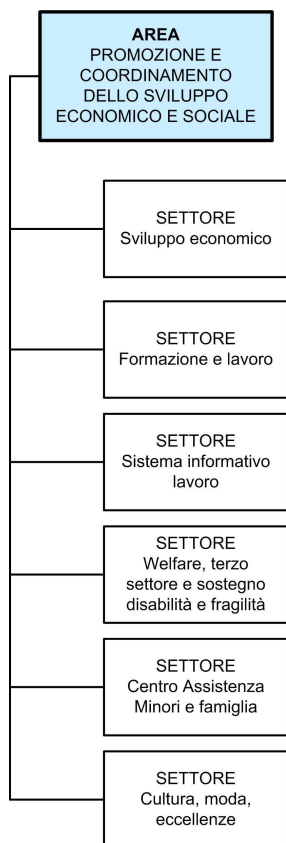 AREA
PROMOZIONE E
COORDINAMENTO
DELLO SVILUPPO
ECONOMICO E SOCIALE
SETTORE
Sviluppo economico
SETTORE
Formazione e lavoro
SETTORE
Sistema informativo
lavoro
SETTORE
Welfare, terzo
settore e sostegno
disabilità e fragilità
SETTORE
Centro Assistenza
Minori e famiglia
SETTORE
Cultura, moda,
eccellenze